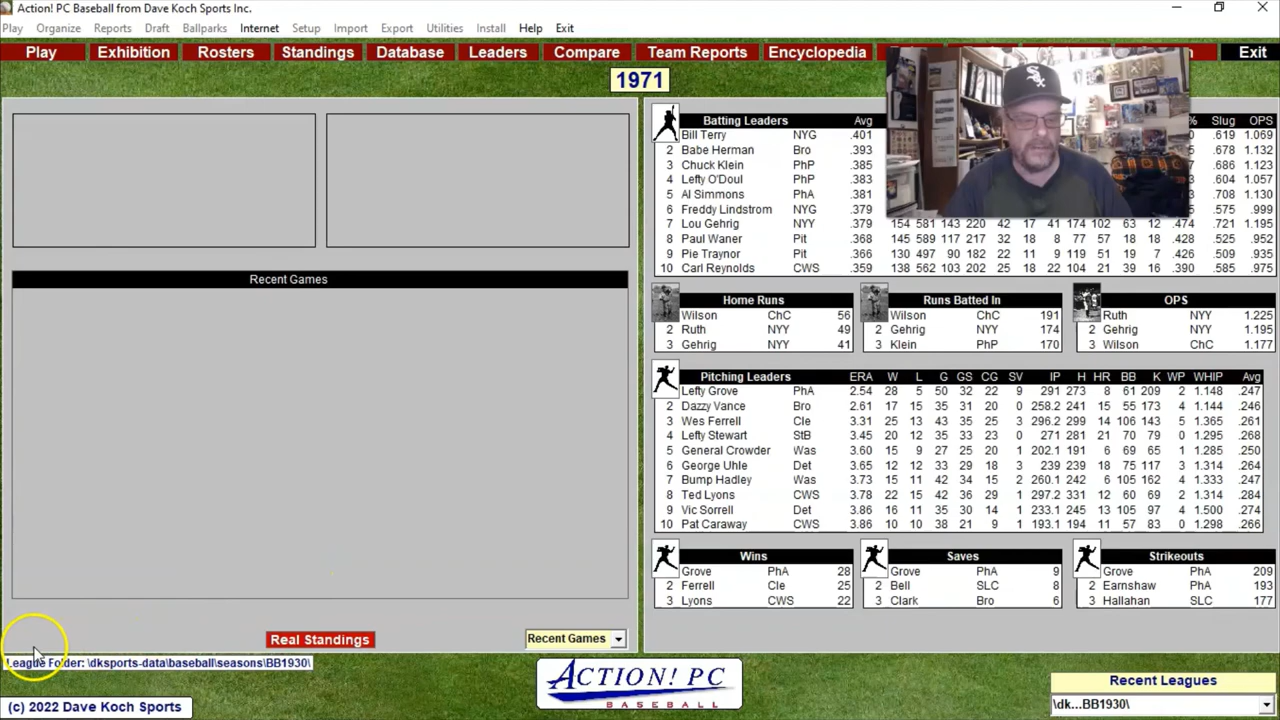 Action! PC Baseball from Dave Koch Sports Inc.
Play Organize Reports Draft Ballparks Internet Setup Import Export Utilities Install Help Exit
Play Exhibition Rosters Standings Database Leaders Compare Team Reports Encyclopedia Exit
1971
Batting Leaders Avg % Slug OPS
Bill Terry NYG .401 .619 1.069
2 Babe Herman Bro .393 .678 1.132
3 Chuck Klein PhP .385 .686 1.123
4 Lefty O'Doul PhP .383 .604 1.057
5 Al Simmons PhA .381 .708 1.130
6 Freddy Lindstrom NYG .379 .575 .999
7 Lou Gehrig NYY .379 154 581 143 220 42 17 41 174 102 63 12 .474 .721 1.195
8 Paul Waner Pit .368 145 589 117 217 32 18 8 77 57 18 18 .428 .525 .952
9 Pie Traynor Pit .366 130 497 90 182 22 11 9 119 51 19 7 .426 .509 .935
10 Carl Reynolds CWS .359 138 562 103 202 25 18 22 104 21 39 16 .390 .585 .975
Recent Games
Home Runs
Wilson ChC 56
2 Ruth NYY 49
3 Gehrig NYY 41
Runs Batted In
Wilson ChC 191
2 Gehrig NYY 174
3 Klein PhP 170
OPS
Ruth NYY 1.225
2 Gehrig NYY 1.195
3 Wilson ChC 1.177
Pitching Leaders ERA W L G GS CG SV IP H HR BB K WP WHIP Avg
Lefty Grove PhA 2.54 28 5 50 32 22 9 291 273 8 61 209 2 1.148 .247
2 Dazzy Vance Bro 2.61 17 15 35 31 20 0 258.2 241 15 55 173 4 1.144 .246
3 Wes Ferrell Cle 3.31 25 13 43 35 25 3 296.2 299 14 106 143 5 1.365 .261
4 Lefty Stewart StB 3.45 20 12 35 33 23 0 271 281 21 70 79 0 1.295 .268
5 General Crowder Was 3.60 15 9 27 25 20 1 202.1 191 6 69 65 1 1.285 .250
6 George Uhle Det 3.65 12 12 33 29 18 3 239 239 18 75 117 3 1.314 .264
7 Bump Hadley Was 3.73 15 11 42 34 15 2 260.1 242 6 105 162 4 1.333 .247
8 Ted Lyons CWS 3.78 22 15 42 36 29 1 297.2 331 12 60 69 2 1.314 .284
9 Vic Sorrell Det 3.86 16 11 35 30 14 1 233.1 245 13 105 97 4 1.500 .274
10 Pat Caraway CWS 3.86 10 10 38 21 9 1 193.1 194 11 57 83 0 1.298 .266
Wins
Grove PhA 28
2 Ferrell Cle 25
3 Lyons CWS 22
Saves
Grove PhA 9
2 Bell SLC 8
3 Clark Bro 6
Strikeouts
Grove PhA 209
2 Earnshaw PhA 193
3 Hallahan SLC 177
Real Standings
Recent Games
League Folder: \dksports-data\baseball\seasons\BB1930\
ACTION! PC
BASEBALL
Recent Leagues
\dk...BB1930\
(c) 2022 Dave Koch Sports